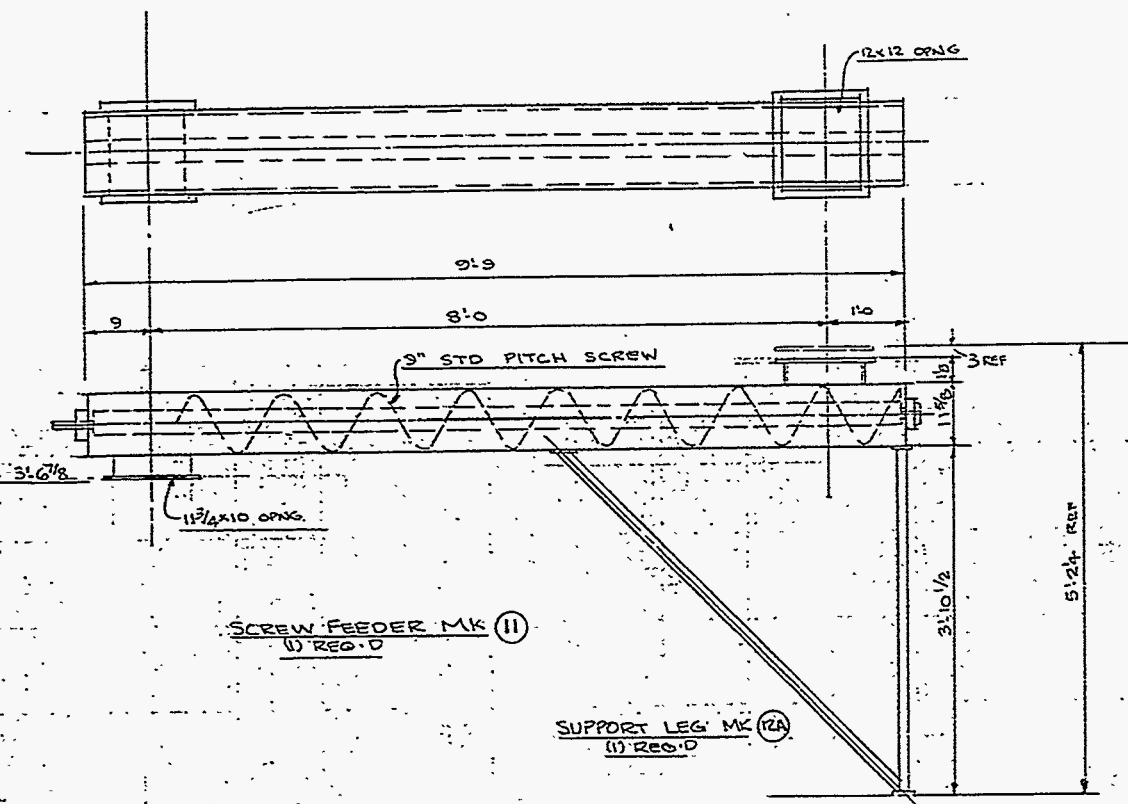 12x12 OPNG
9'-9
9
8'-0
1'-0
3 REF
9" STD PITCH SCREW
3'-6 7/8
11 3/4 x 10 OPNG.
3'-10 1/2
5'-2 1/4 REF
SCREW FEEDER MK 11
(1) REQ.D
SUPPORT LEG MK 12A
(1) REQ.D